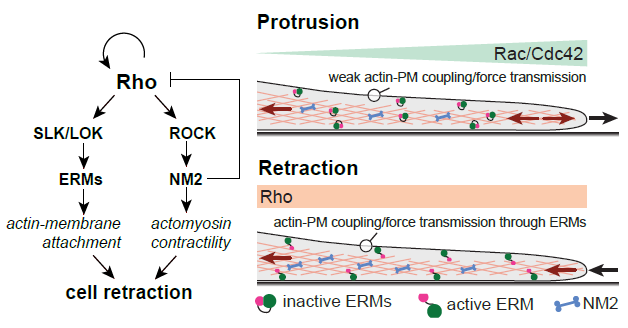 Rho
SLK/LOK
ROCK
ERMs
NM2
actin-membrane
attachment
actomyosin
contractility
cell retraction
Protrusion
Rac/Cdc42
weak actin-PM coupling/force transmission
Retraction
Rho
actin-PM coupling/force transmission through ERMs
inactive ERMs
active ERM
NM2